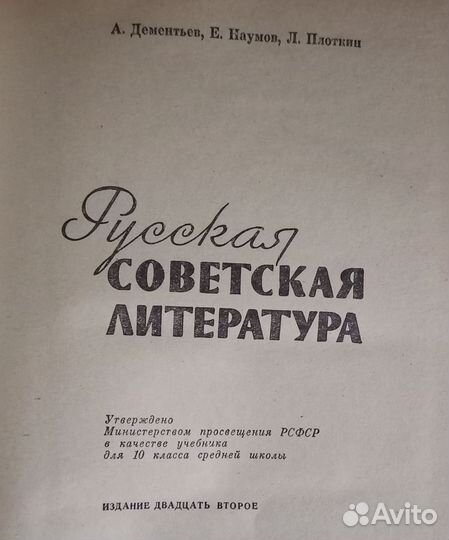 А. Дементьев, Е. Наумов, Л. Плоткин
Русская
СОВЕТСКАЯ
ЛИТЕРАТУРА
Утверждено
Министерством просвещения РСФСР
в качестве учебника
для 10 класса средней школы
ИЗДАНИЕ ДВАДЦАТЬ ВТОРОЕ
Avito